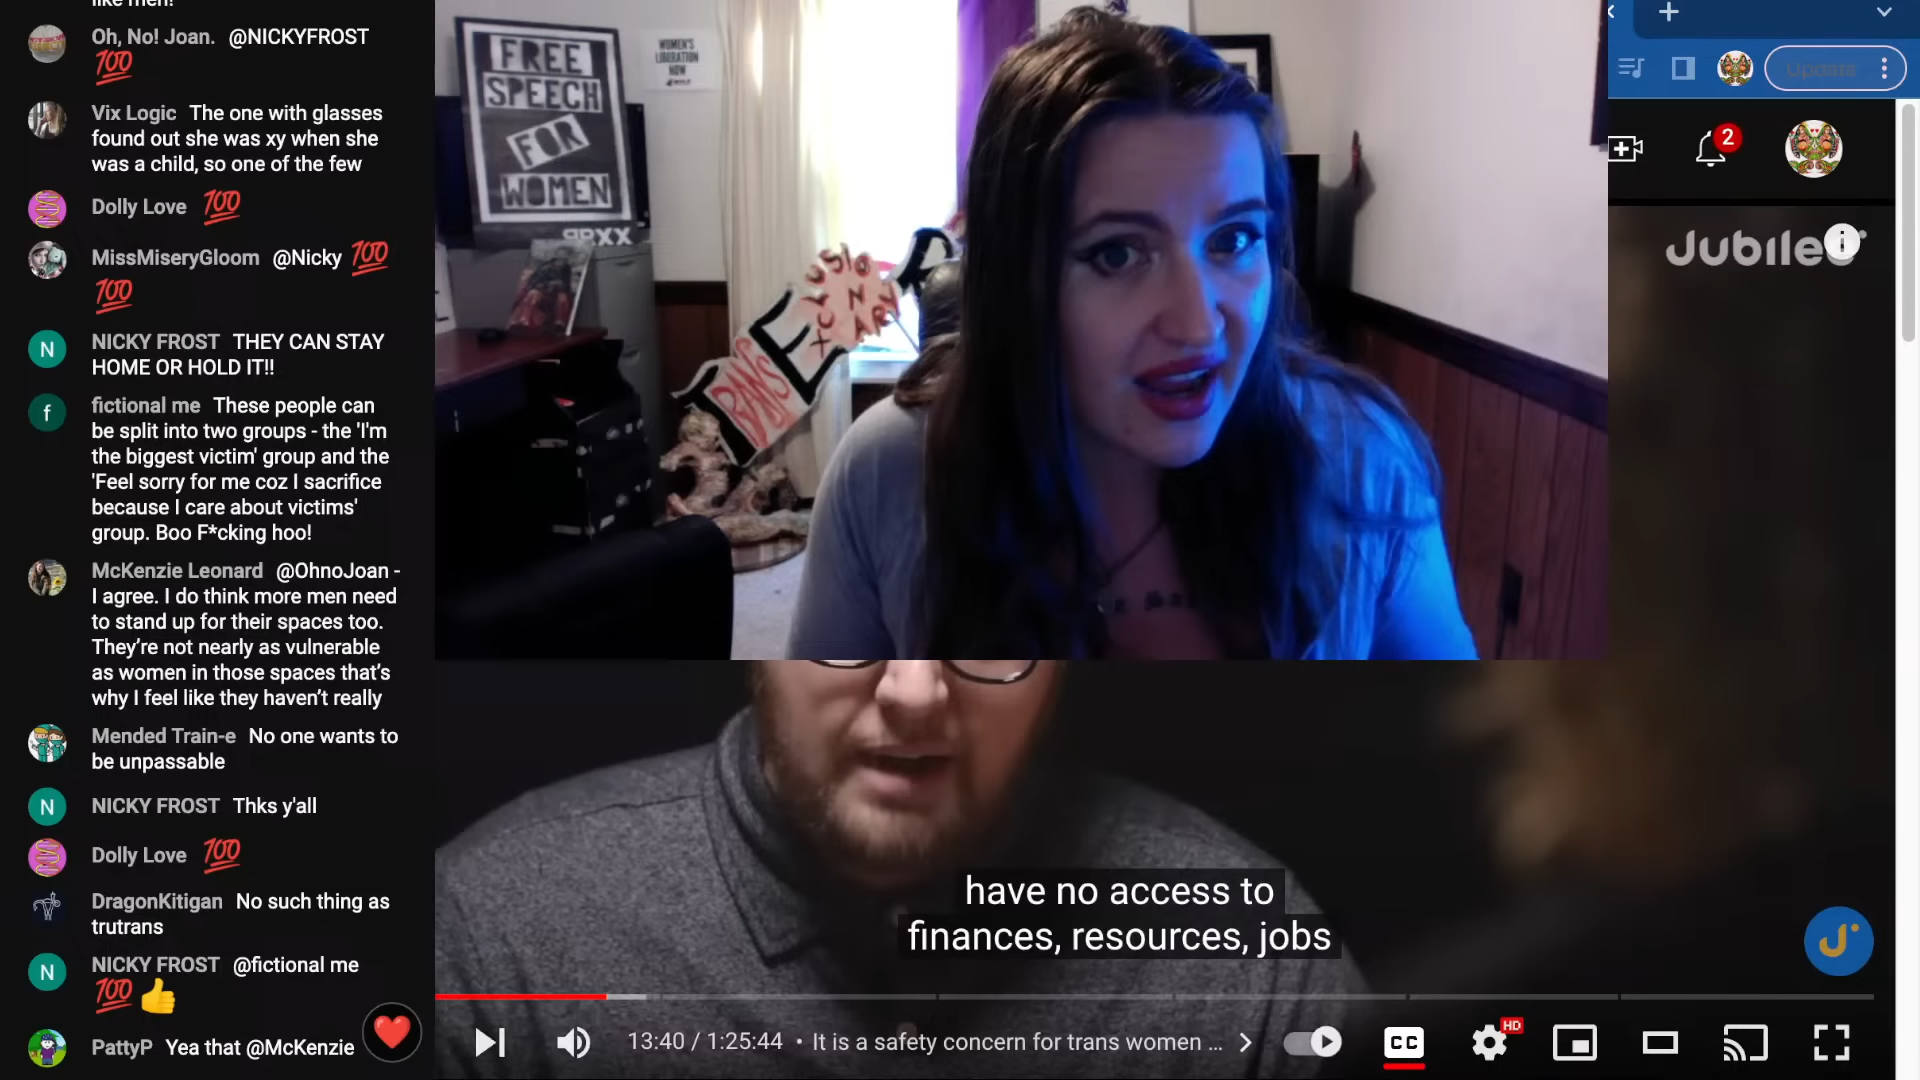 like men!
Oh, No! Joan. @NICKYFROST
💯
Vix Logic The one with glasses
found out she was xy when she
was a child, so one of the few
Dolly Love 💯
MissMiseryGloom @Nicky 💯
💯
NICKY FROST THEY CAN STAY
HOME OR HOLD IT!!
fictional me These people can
be split into two groups - the 'I'm
the biggest victim' group and the
'Feel sorry for me coz I sacrifice
because I care about victims'
group. Boo F*cking hoo!
McKenzie Leonard @OhnoJoan -
I agree. I do think more men need
to stand up for their spaces too.
They’re not nearly as vulnerable
as women in those spaces that’s
why I feel like they haven’t really
Mended Train-e No one wants to
be unpassable
NICKY FROST Thks y'all
Dolly Love 💯
DragonKitigan No such thing as
trutrans
NICKY FROST @fictional me
💯👍
PattyP Yea that @McKenzie
N
f
N
N
FREE
SPEECH
FOR
WOMEN
WOMEN'S
LIBERATION
NOW
TRANS
EXCLUSIONARY
R
Update
2
Jubilee
i
have no access to
finances, resources, jobs
J
13:40 / 1:25:44 • It is a safety concern for trans women ...
CC
HD